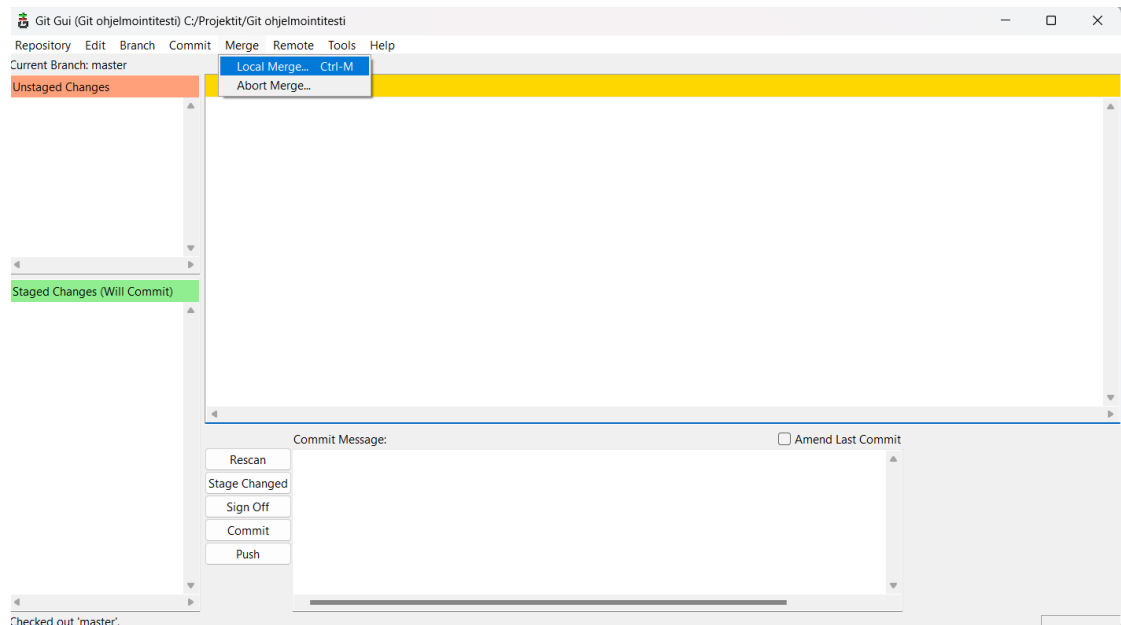 Git Gui (Git ohjelmointitesti) C:/Projektit/Git ohjelmointitesti
Repository Edit Branch Commit Merge Remote Tools Help
Current Branch: master
Local Merge... Ctrl-M
Abort Merge...
Unstaged Changes
Staged Changes (Will Commit)
Commit Message:
Amend Last Commit
Rescan
Stage Changed
Sign Off
Commit
Push
Checked out 'master'.